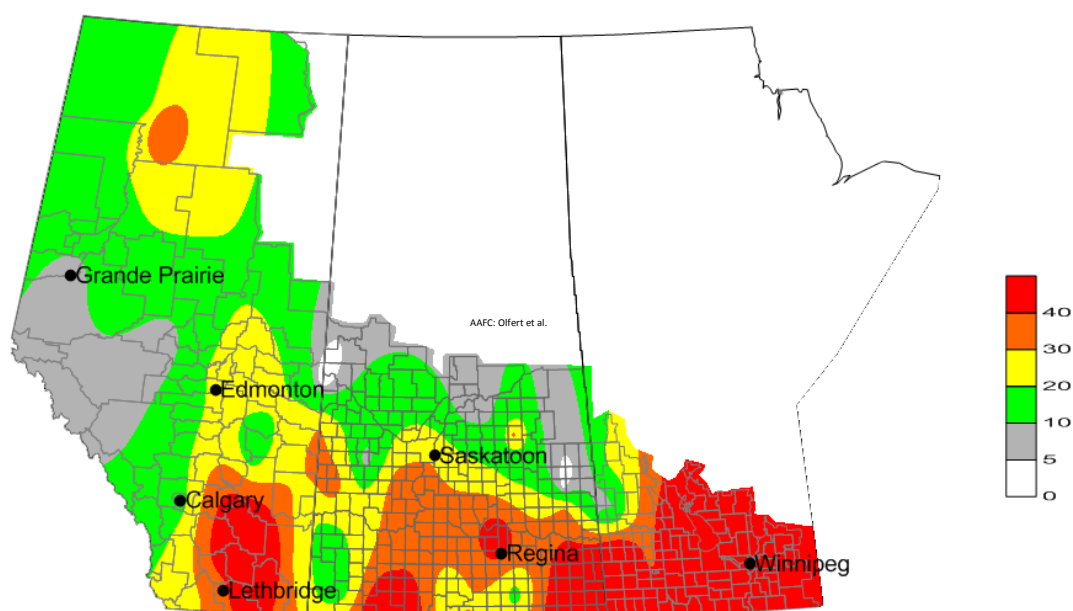 Grande Prairie
AAFC: Olfert et al.
Edmonton
Saskatoon
Calgary
Regina
Winnipeg
Lethbridge
40
30
20
10
5
0